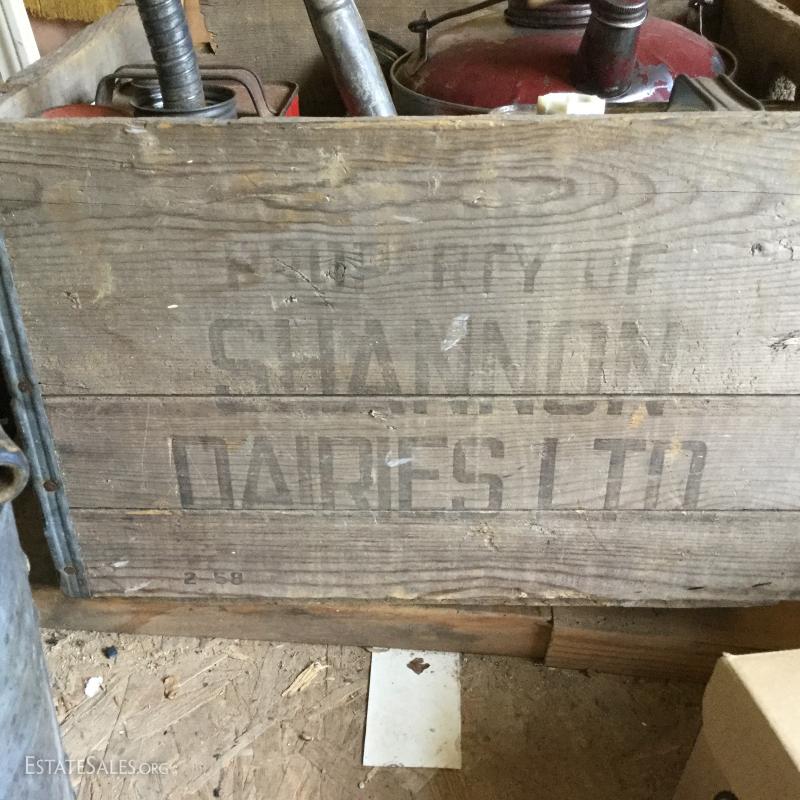 PROPERTY OF
SHANNON
DAIRIES LTD
2-58
ESTATESALES.ORG